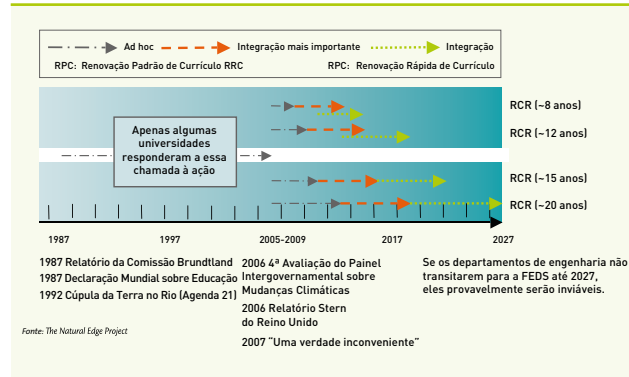 Ad hoc Integração mais importante Integração
RPC: Renovação Padrão de Currículo RRC RPC: Renovação Rápida de Currículo
RCR (~8 anos)
Apenas algumas
universidades
responderam a essa
chamada à ação
RCR (~12 anos)
RCR (~15 anos)
RCR (~20 anos)
1987 1997 2005-2009 2017 2027
1987 Relatório da Comissão Brundtland
1987 Declaração Mundial sobre Educação
1992 Cúpula da Terra no Rio (Agenda 21)
2006 4ª Avaliação do Painel
Intergovernamental sobre
Mudanças Climáticas
2006 Relatório Stern
do Reino Unido
2007 “Uma verdade inconveniente”
Se os departamentos de engenharia não
transitarem para a FEDS até 2027,
eles provavelmente serão inviáveis.
Fonte: The Natural Edge Project